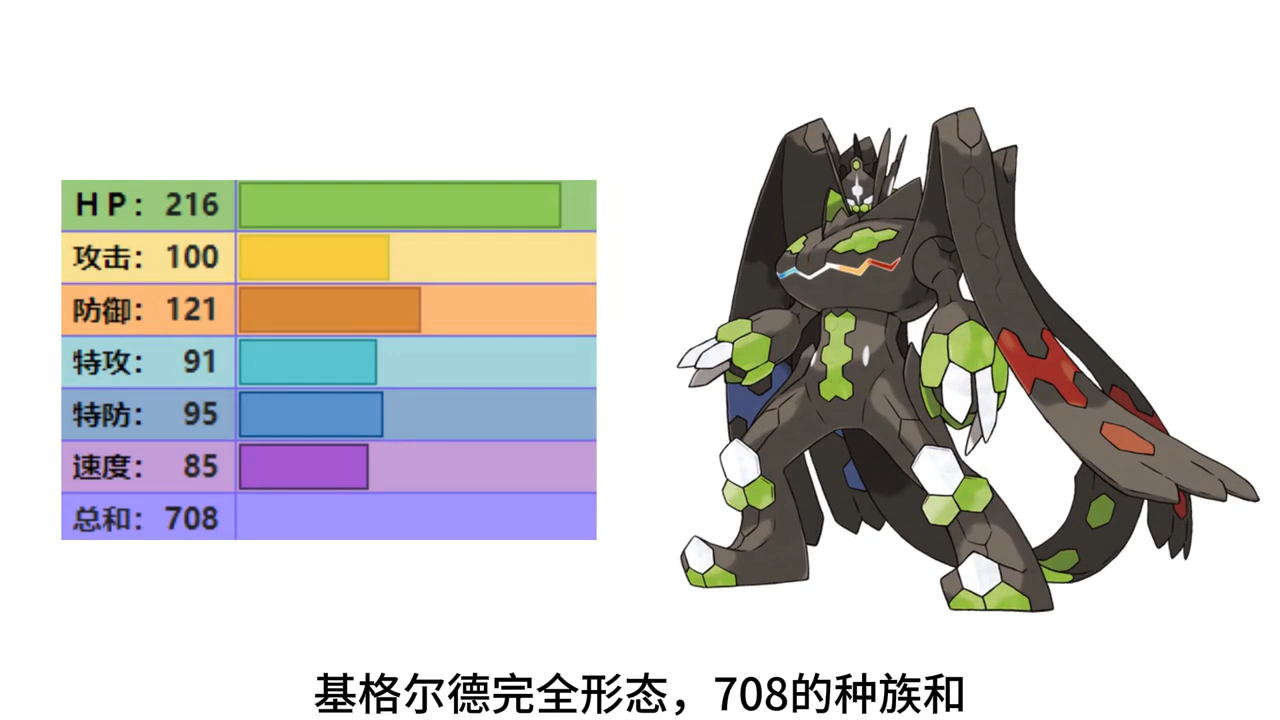 HP：216
攻击：100
防御：121
特攻：91
特防：95
速度：85
总和：708
基格尔德完全形态，708的种族和